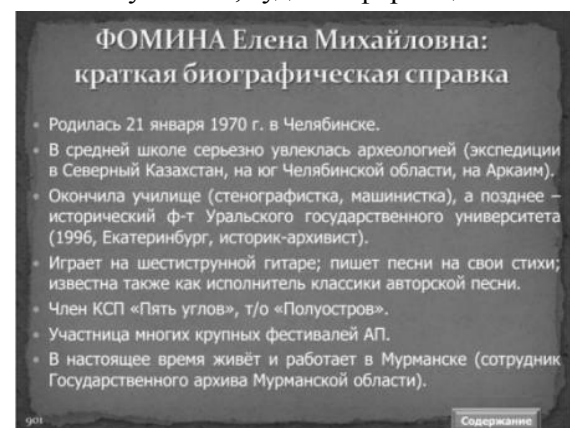 ФОМИНА Елена Михайловна:
краткая биографическая справка
Родилась 21 января 1970 г. в Челябинске.
В средней школе серьезно увлеклась археологией (экспедиции
в Северный Казахстан, на юг Челябинской области, на Аркаим).
Окончила училище (стенографистка, машинистка), а позднее –
исторический ф-т Уральского государственного университета
(1996, Екатеринбург, историк-архивист).
Играет на шестиструнной гитаре; пишет песни на свои стихи;
известна также как исполнитель классики авторской песни.
Член КСП «Пять углов», т/о «Полуостров».
Участница многих крупных фестивалей АП.
В настоящее время живёт и работает в Мурманске (сотрудник
Государственного архива Мурманской области).
901
Содержание